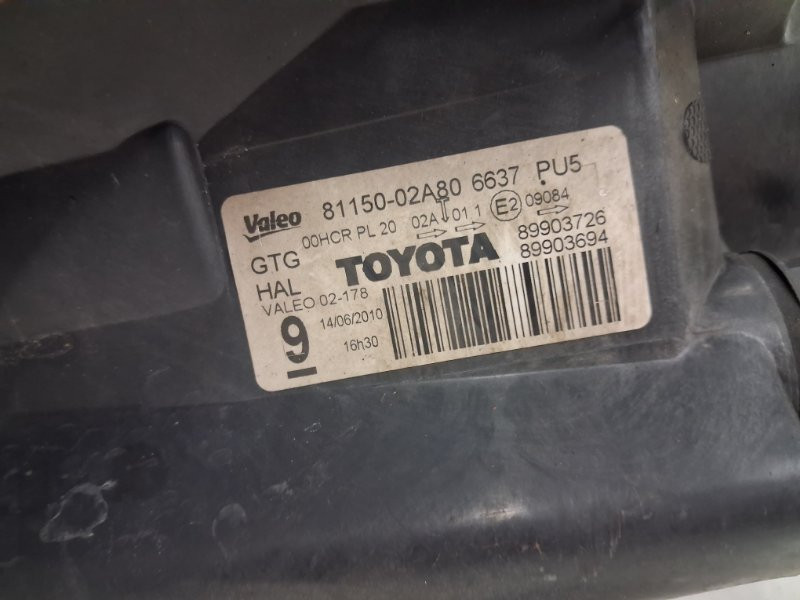 Valeo 81150-02A80 6637 PU5
00HCR PL 20 02A 01 1 E2 09084
GTG TOYOTA 89903726
HAL 89903694
VALEO 02-178
9 14/06/2010
16h30